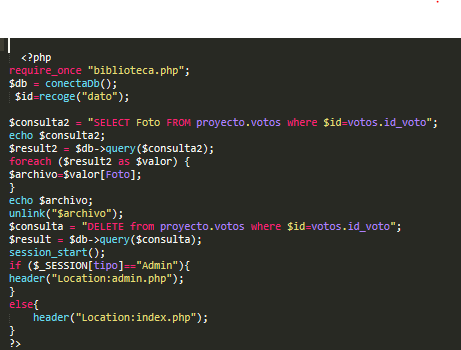 <?php
require_once "biblioteca.php";
$db = conectaDb();
$id=recoge("dato");
$consulta2 = "SELECT Foto FROM proyecto.votos where $id=votos.id_voto";
echo $consulta2;
$result2 = $db->query($consulta2);
foreach ($result2 as $valor) {
$archivo=$valor[Foto];
}
echo $archivo;
unlink("$archivo");
$consulta = "DELETE from proyecto.votos where $id=votos.id_voto";
$result = $db->query($consulta);
session_start();
if ($_SESSION[tipo]=="Admin"){
header("Location:admin.php");
}
else{
header("Location:index.php");
}
?>